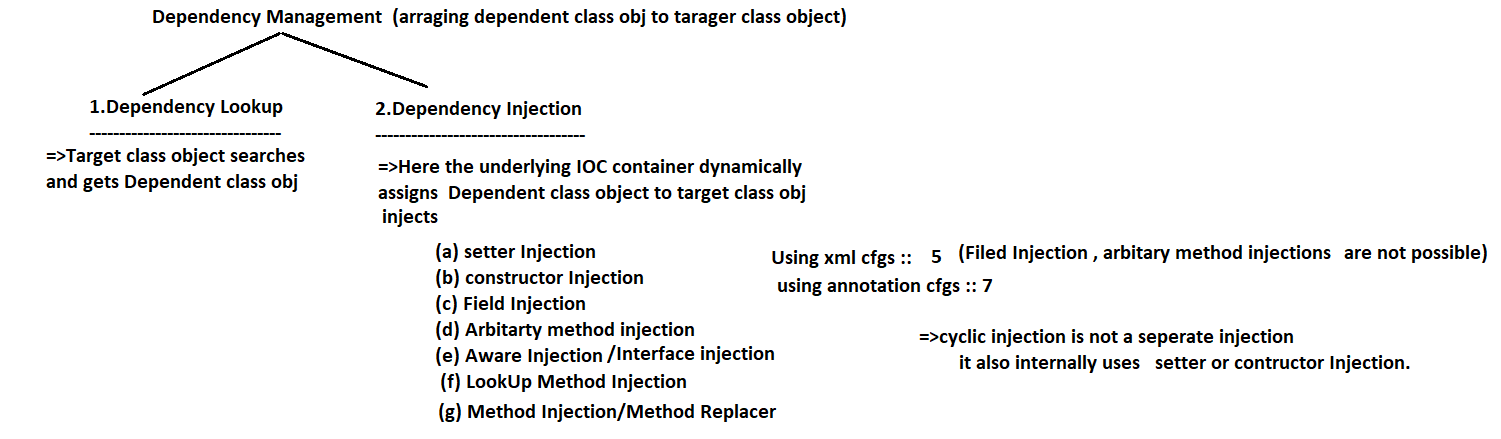 Dependency Management (arraging dependent class obj to tarager class object)
1.Dependency Lookup
--------------------------------
=>Target class object searches
and gets Dependent class obj
2.Dependency Injection
-----------------------------------
=>Here the underlying IOC container dynamically
assigns Dependent class object to target class obj
injects
(a) setter Injection
(b) constructor Injection
(c) Field Injection
(d) Arbitarty method injection
(e) Aware Injection /Interface injection
(f) LookUp Method Injection
(g) Method Injection/Method Replacer
Using xml cfgs :: 5 (Filed Injection , arbitary method injections are not possible)
using annotation cfgs :: 7
=>cyclic injection is not a seperate injection
it also internally uses setter or contructor Injection.